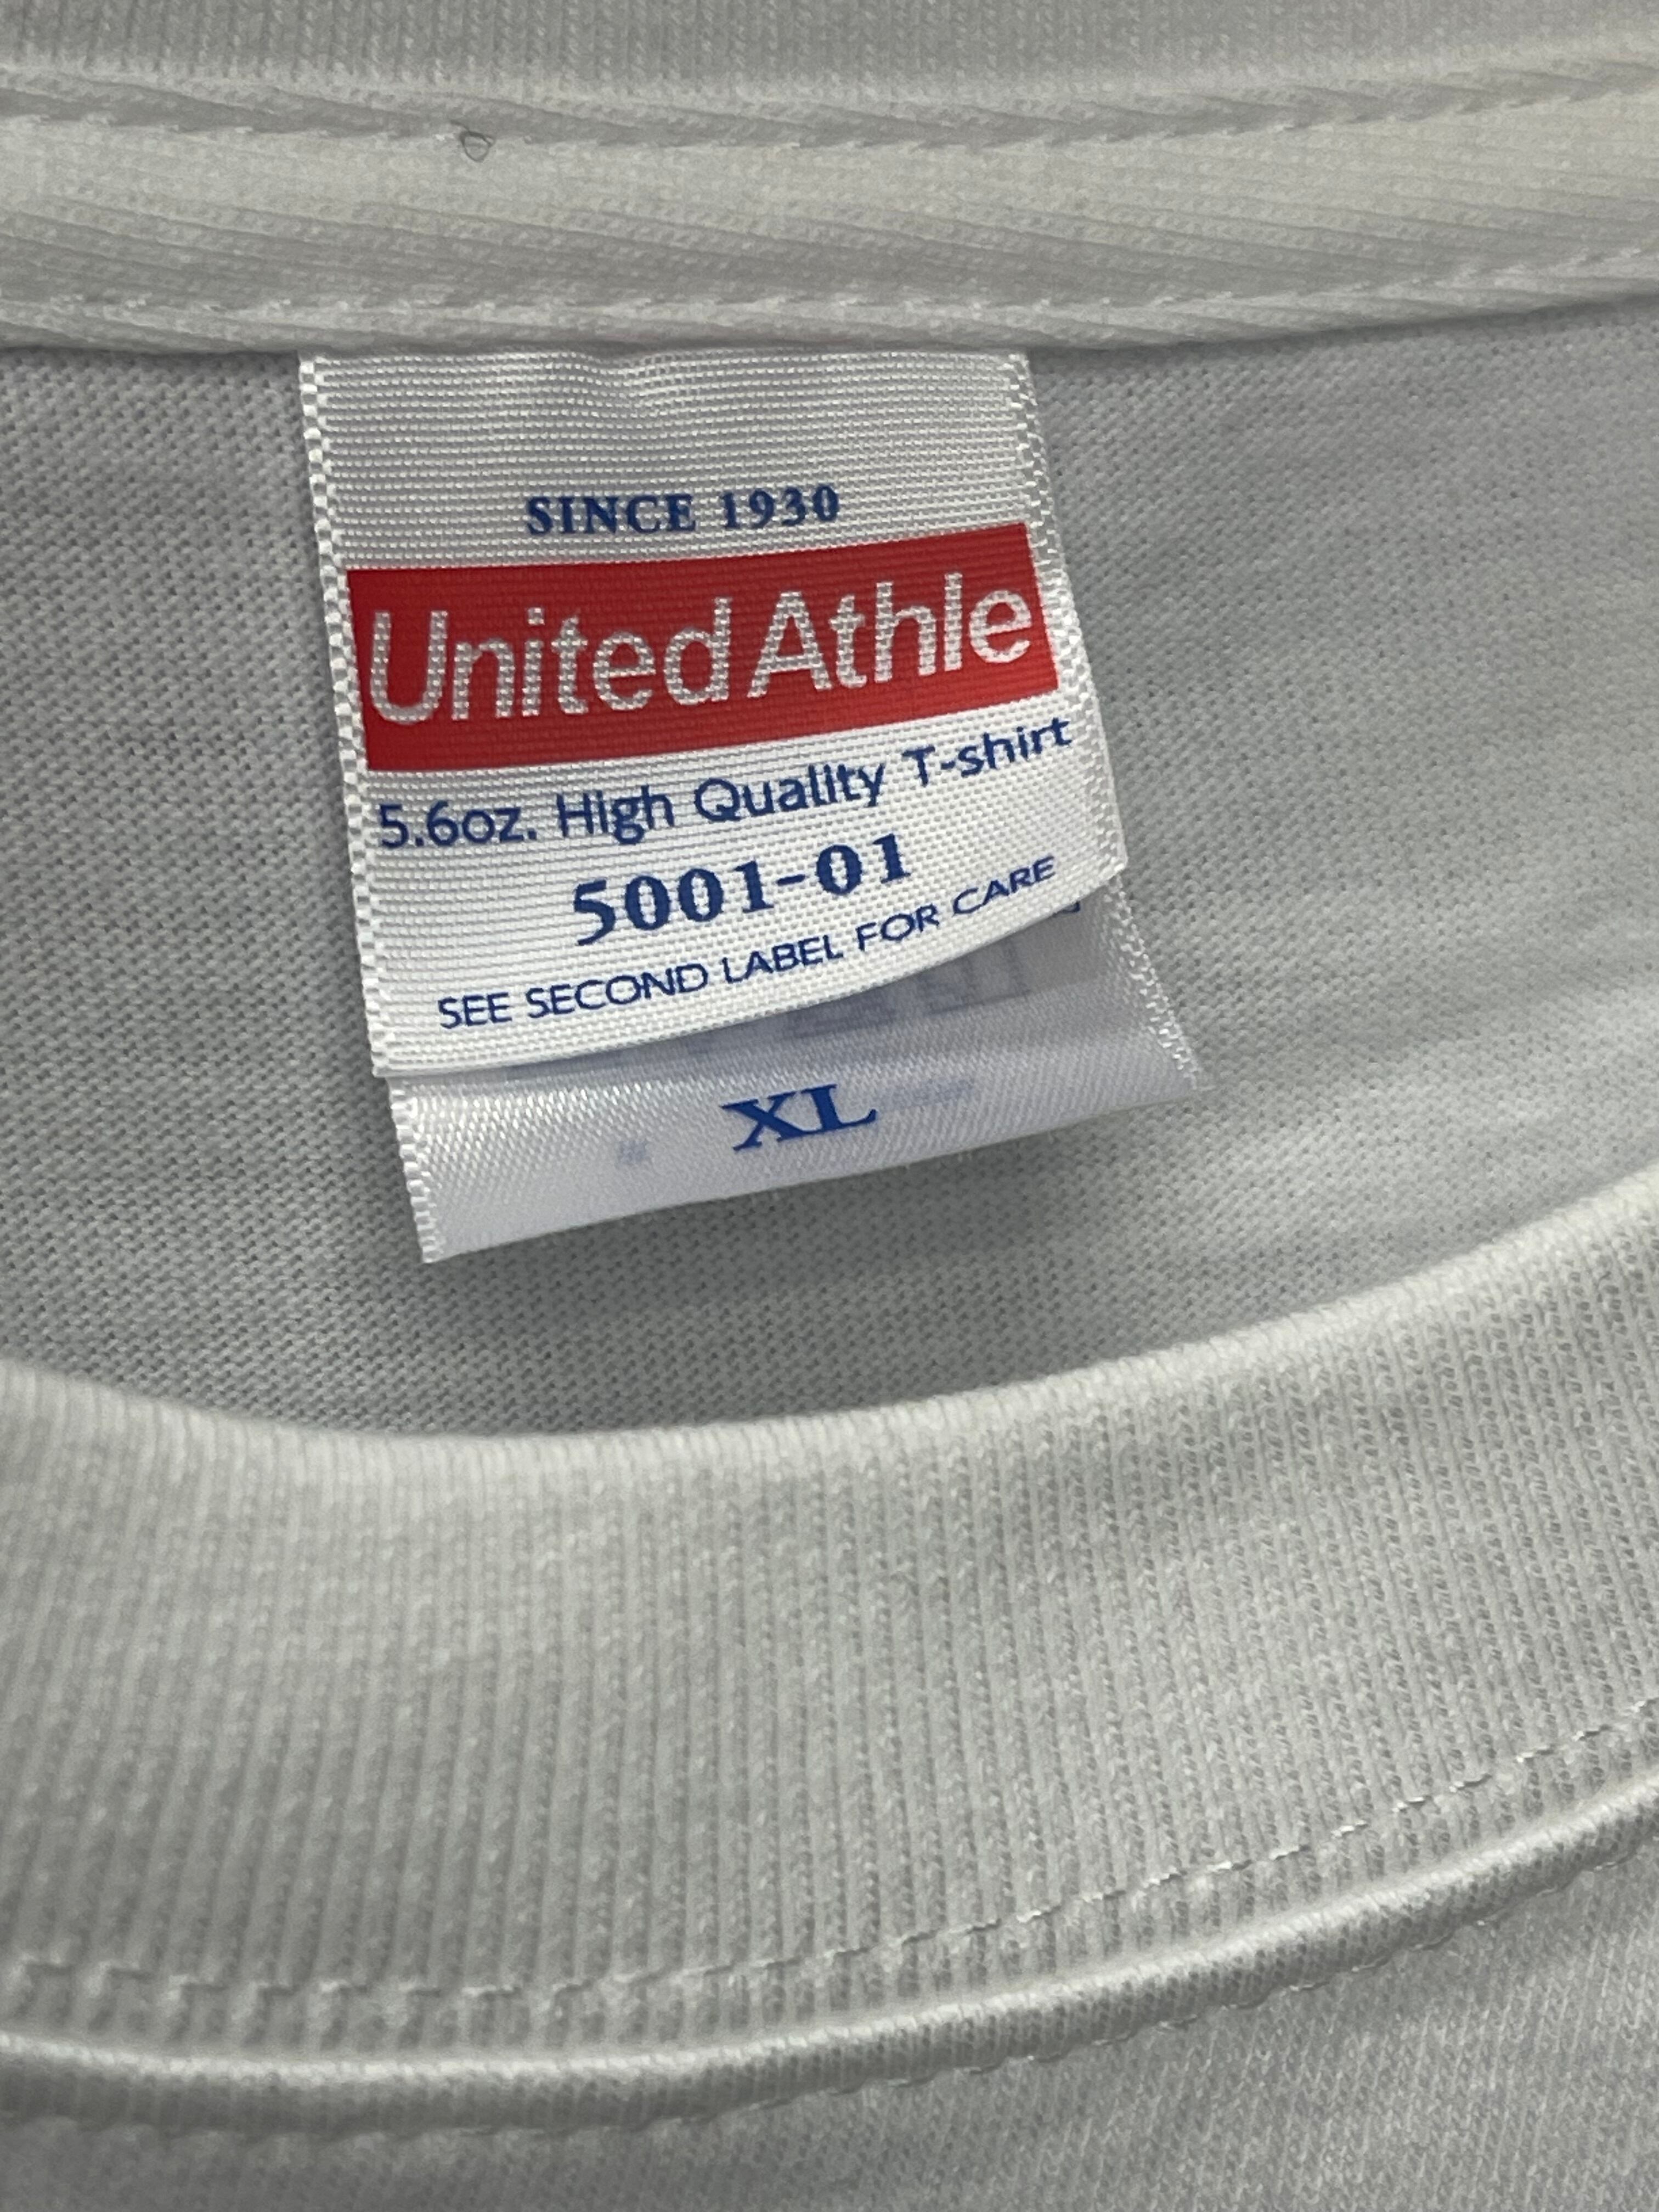 SINCE 1930
United Athle
5.6oz. High Quality T-shirt
5001-01
SEE SECOND LABEL FOR CARE
XL